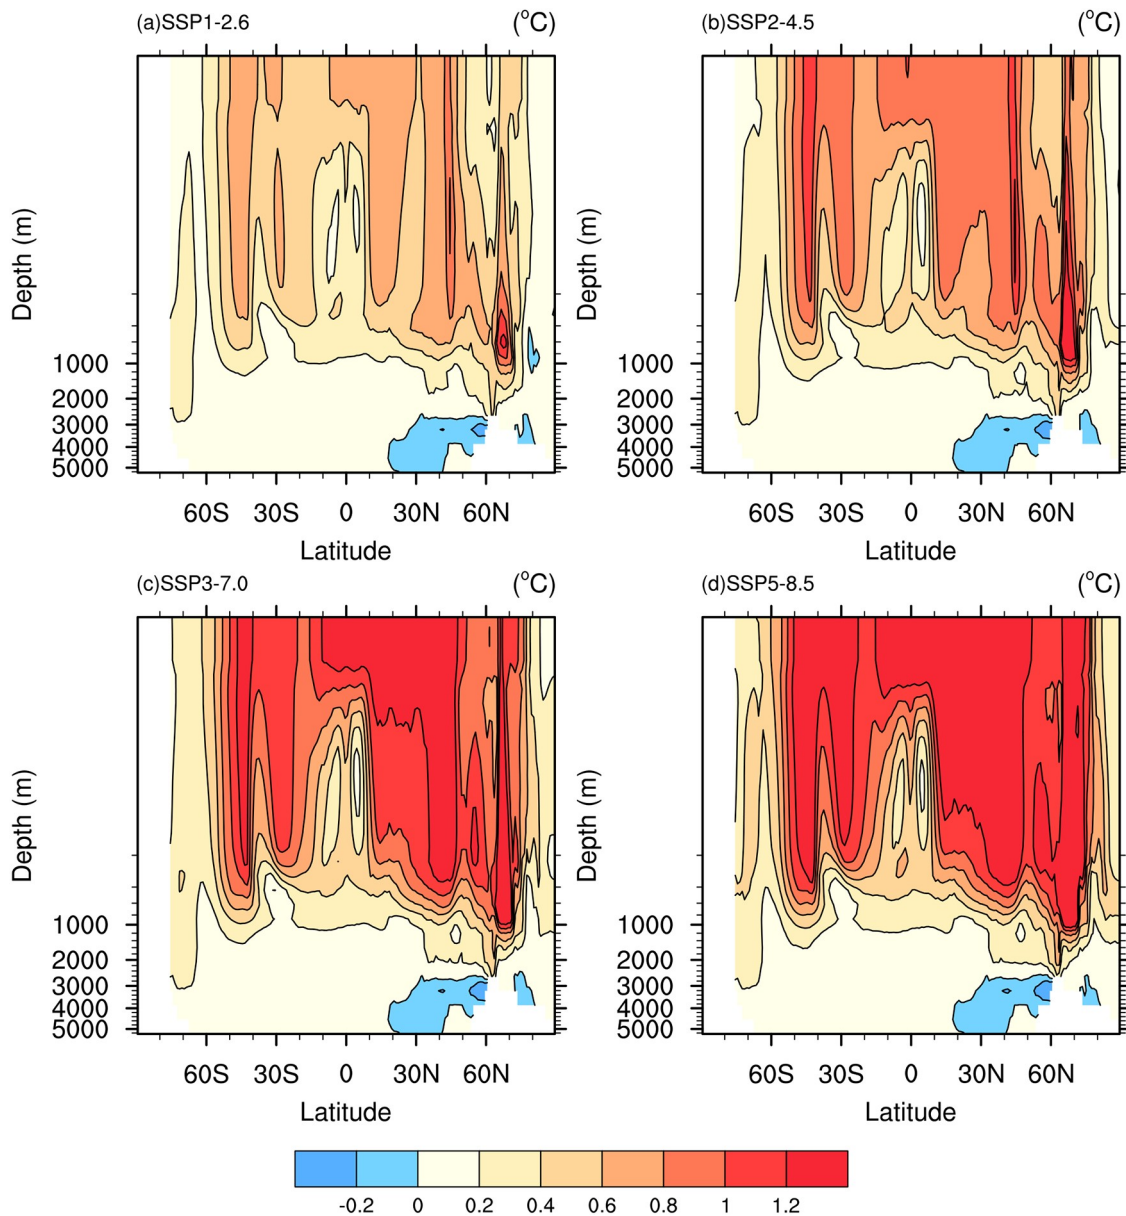 (a)SSP1-2.6 (°C) (b)SSP2-4.5 (°C)
Depth (m) Depth (m)
1000 1000
2000 2000
3000 3000
4000 4000
5000 5000
60S 30S 0 30N 60N 60S 30S 0 30N 60N
Latitude Latitude
(c)SSP3-7.0 (°C) (d)SSP5-8.5 (°C)
Depth (m) Depth (m)
1000 1000
2000 2000
3000 3000
4000 4000
5000 5000
60S 30S 0 30N 60N 60S 30S 0 30N 60N
Latitude Latitude
-0.2 0 0.2 0.4 0.6 0.8 1 1.2